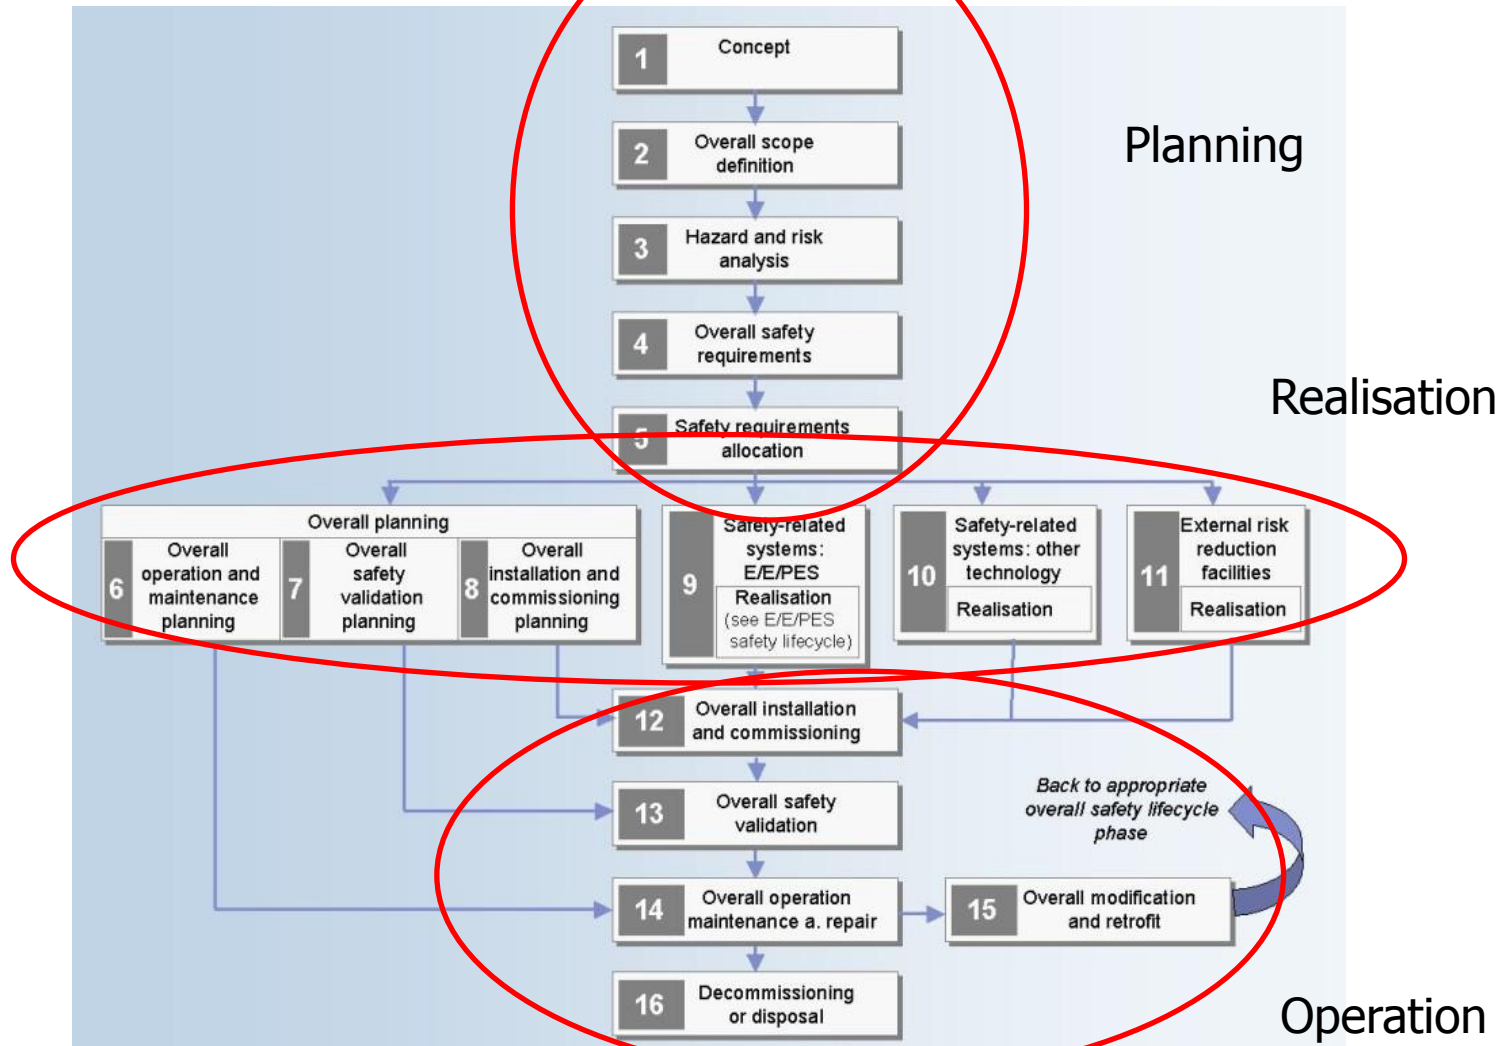 1
Concept
Planning
2
Overall scope
definition
3
Hazard and risk
analysis
4
Overall safety
requirements
Realisation
5
Safety requirements
allocation
Overall planning
6
Overall
operation and
maintenance
planning
7
Overall
safety
validation
planning
8
Overall
installation and
commissioning
planning
9
Safety-related
systems:
E/E/PES
Realisation
(see E/E/PES
safety lifecycle)
10
Safety-related
systems: other
technology
Realisation
11
External risk
reduction
facilities
Realisation
12
Overall installation
and commissioning
13
Overall safety
validation
Back to appropriate
overall safety lifecycle
phase
14
Overall operation
maintenance a. repair
15
Overall modification
and retrofit
16
Decommissioning
or disposal
Operation